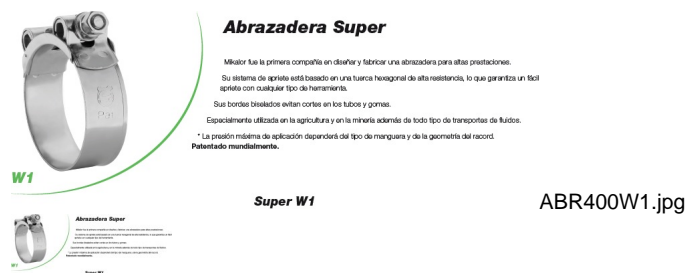 Abrazadera Super
Mikalor fue la primera compañía en diseñar y fabricar una abrazadera para altas prestaciones.
Su sistema de apriete está basado en una tuerca hexagonal de alta resistencia, lo que garantiza un fácil
apriete con cualquier tipo de herramienta.
Sus bordes biselados evitan cortes en los tubos y gomas.
Especialmente utilizada en la agricultura y en la minería además de todo tipo de transportes de fluidos.
* La presión máxima de aplicación dependerá del tipo de manguera y de la geometría del racord.
Patentado mundialmente.
W1
Super W1
ABR400W1.jpg
Abrazadera Super
W1
Super W1